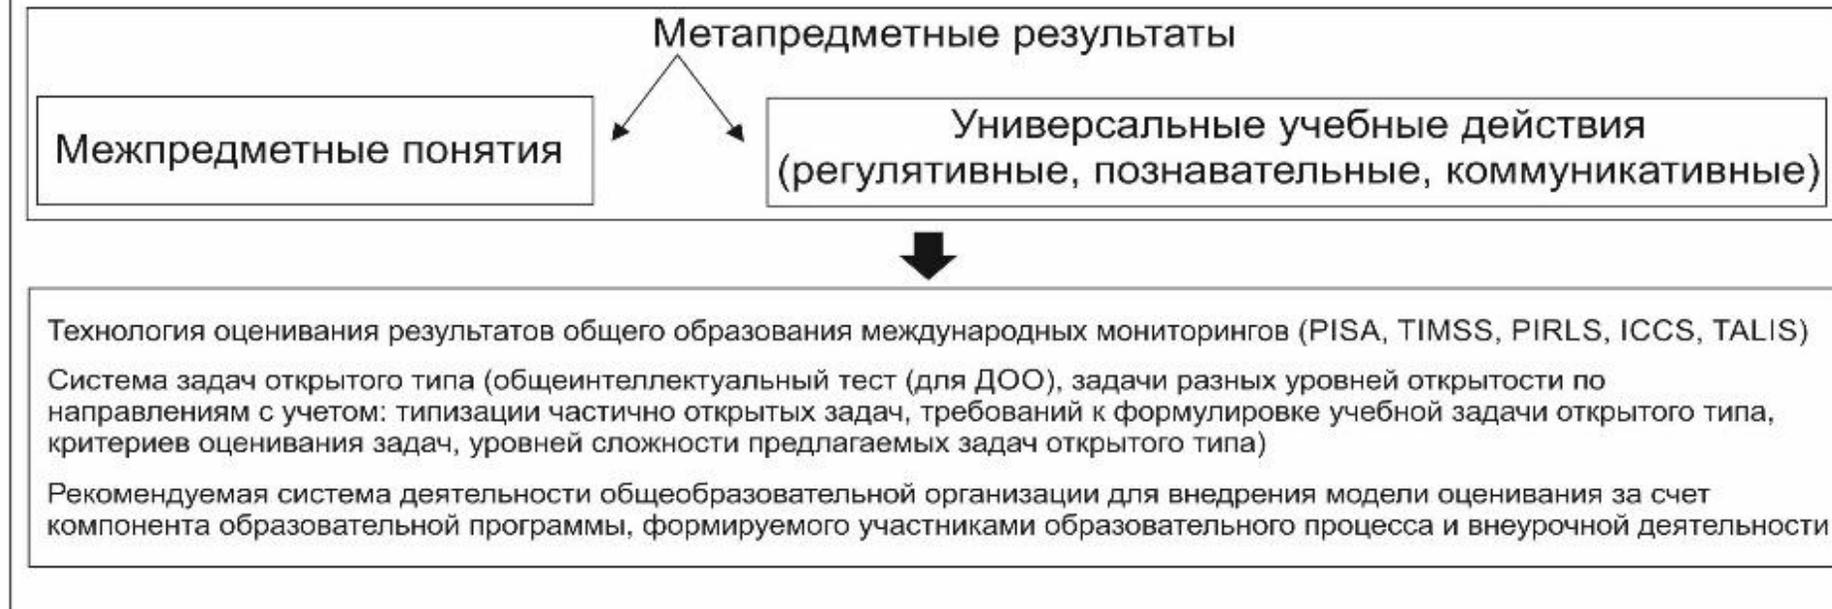 Метапредметные результаты
Межпредметные понятия
Универсальные учебные действия
(регулятивные, познавательные, коммуникативные)
Технология оценивания результатов общего образования международных мониторингов (PISA, TIMSS, PIRLS, ICCS, TALIS)
Система задач открытого типа (общеинтеллектуальный тест (для ДОО), задачи разных уровней открытости по
направлениям с учетом: типизации частично открытых задач, требований к формулировке учебной задачи открытого типа,
критериев оценивания задач, уровней сложности предлагаемых задач открытого типа)
Рекомендуемая система деятельности общеобразовательной организации для внедрения модели оценивания за счет
компонента образовательной программы, формируемого участниками образовательного процесса и внеурочной деятельности